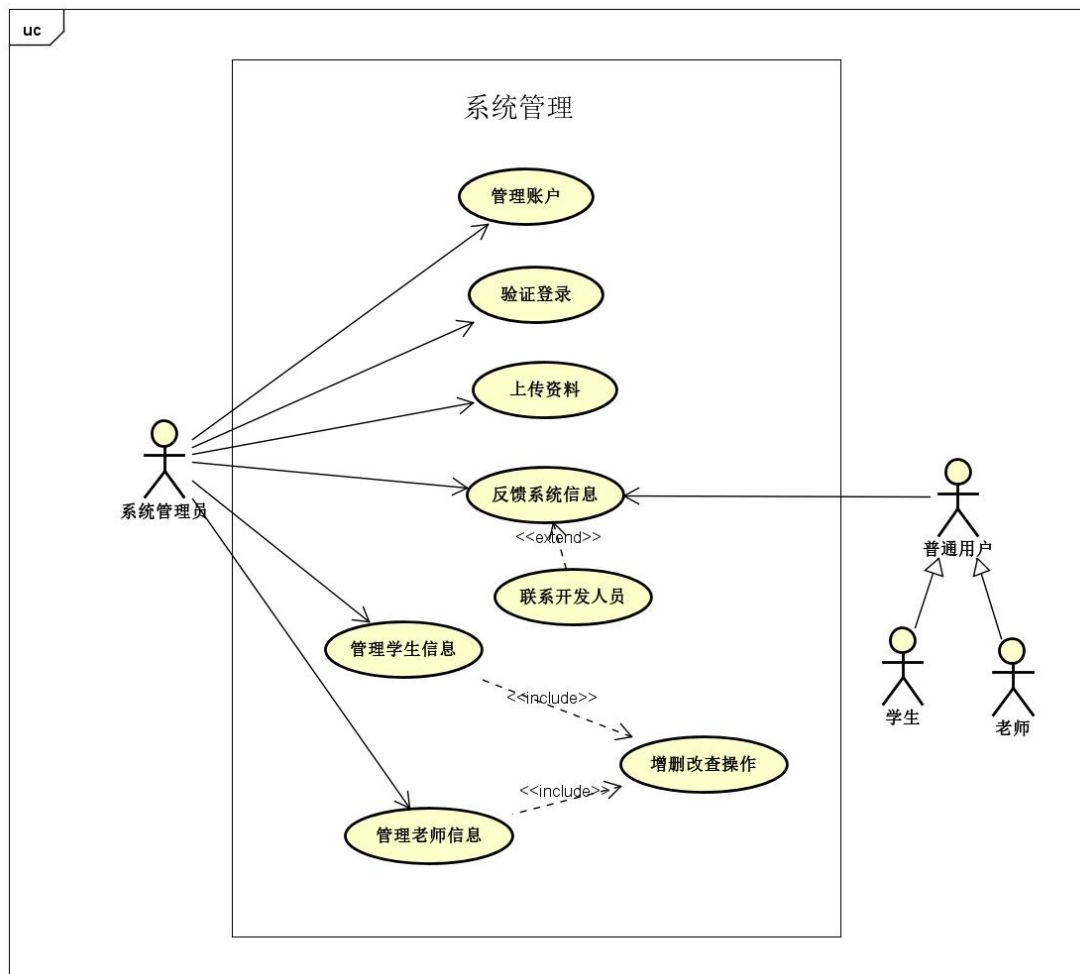 uc
系统管理
管理账户
验证登录
上传资料
系统管理员
反馈系统信息
普通用户
<<extend>>
联系开发人员
管理学生信息
<<include>>
学生
老师
增删改查操作
<<include>>
管理老师信息